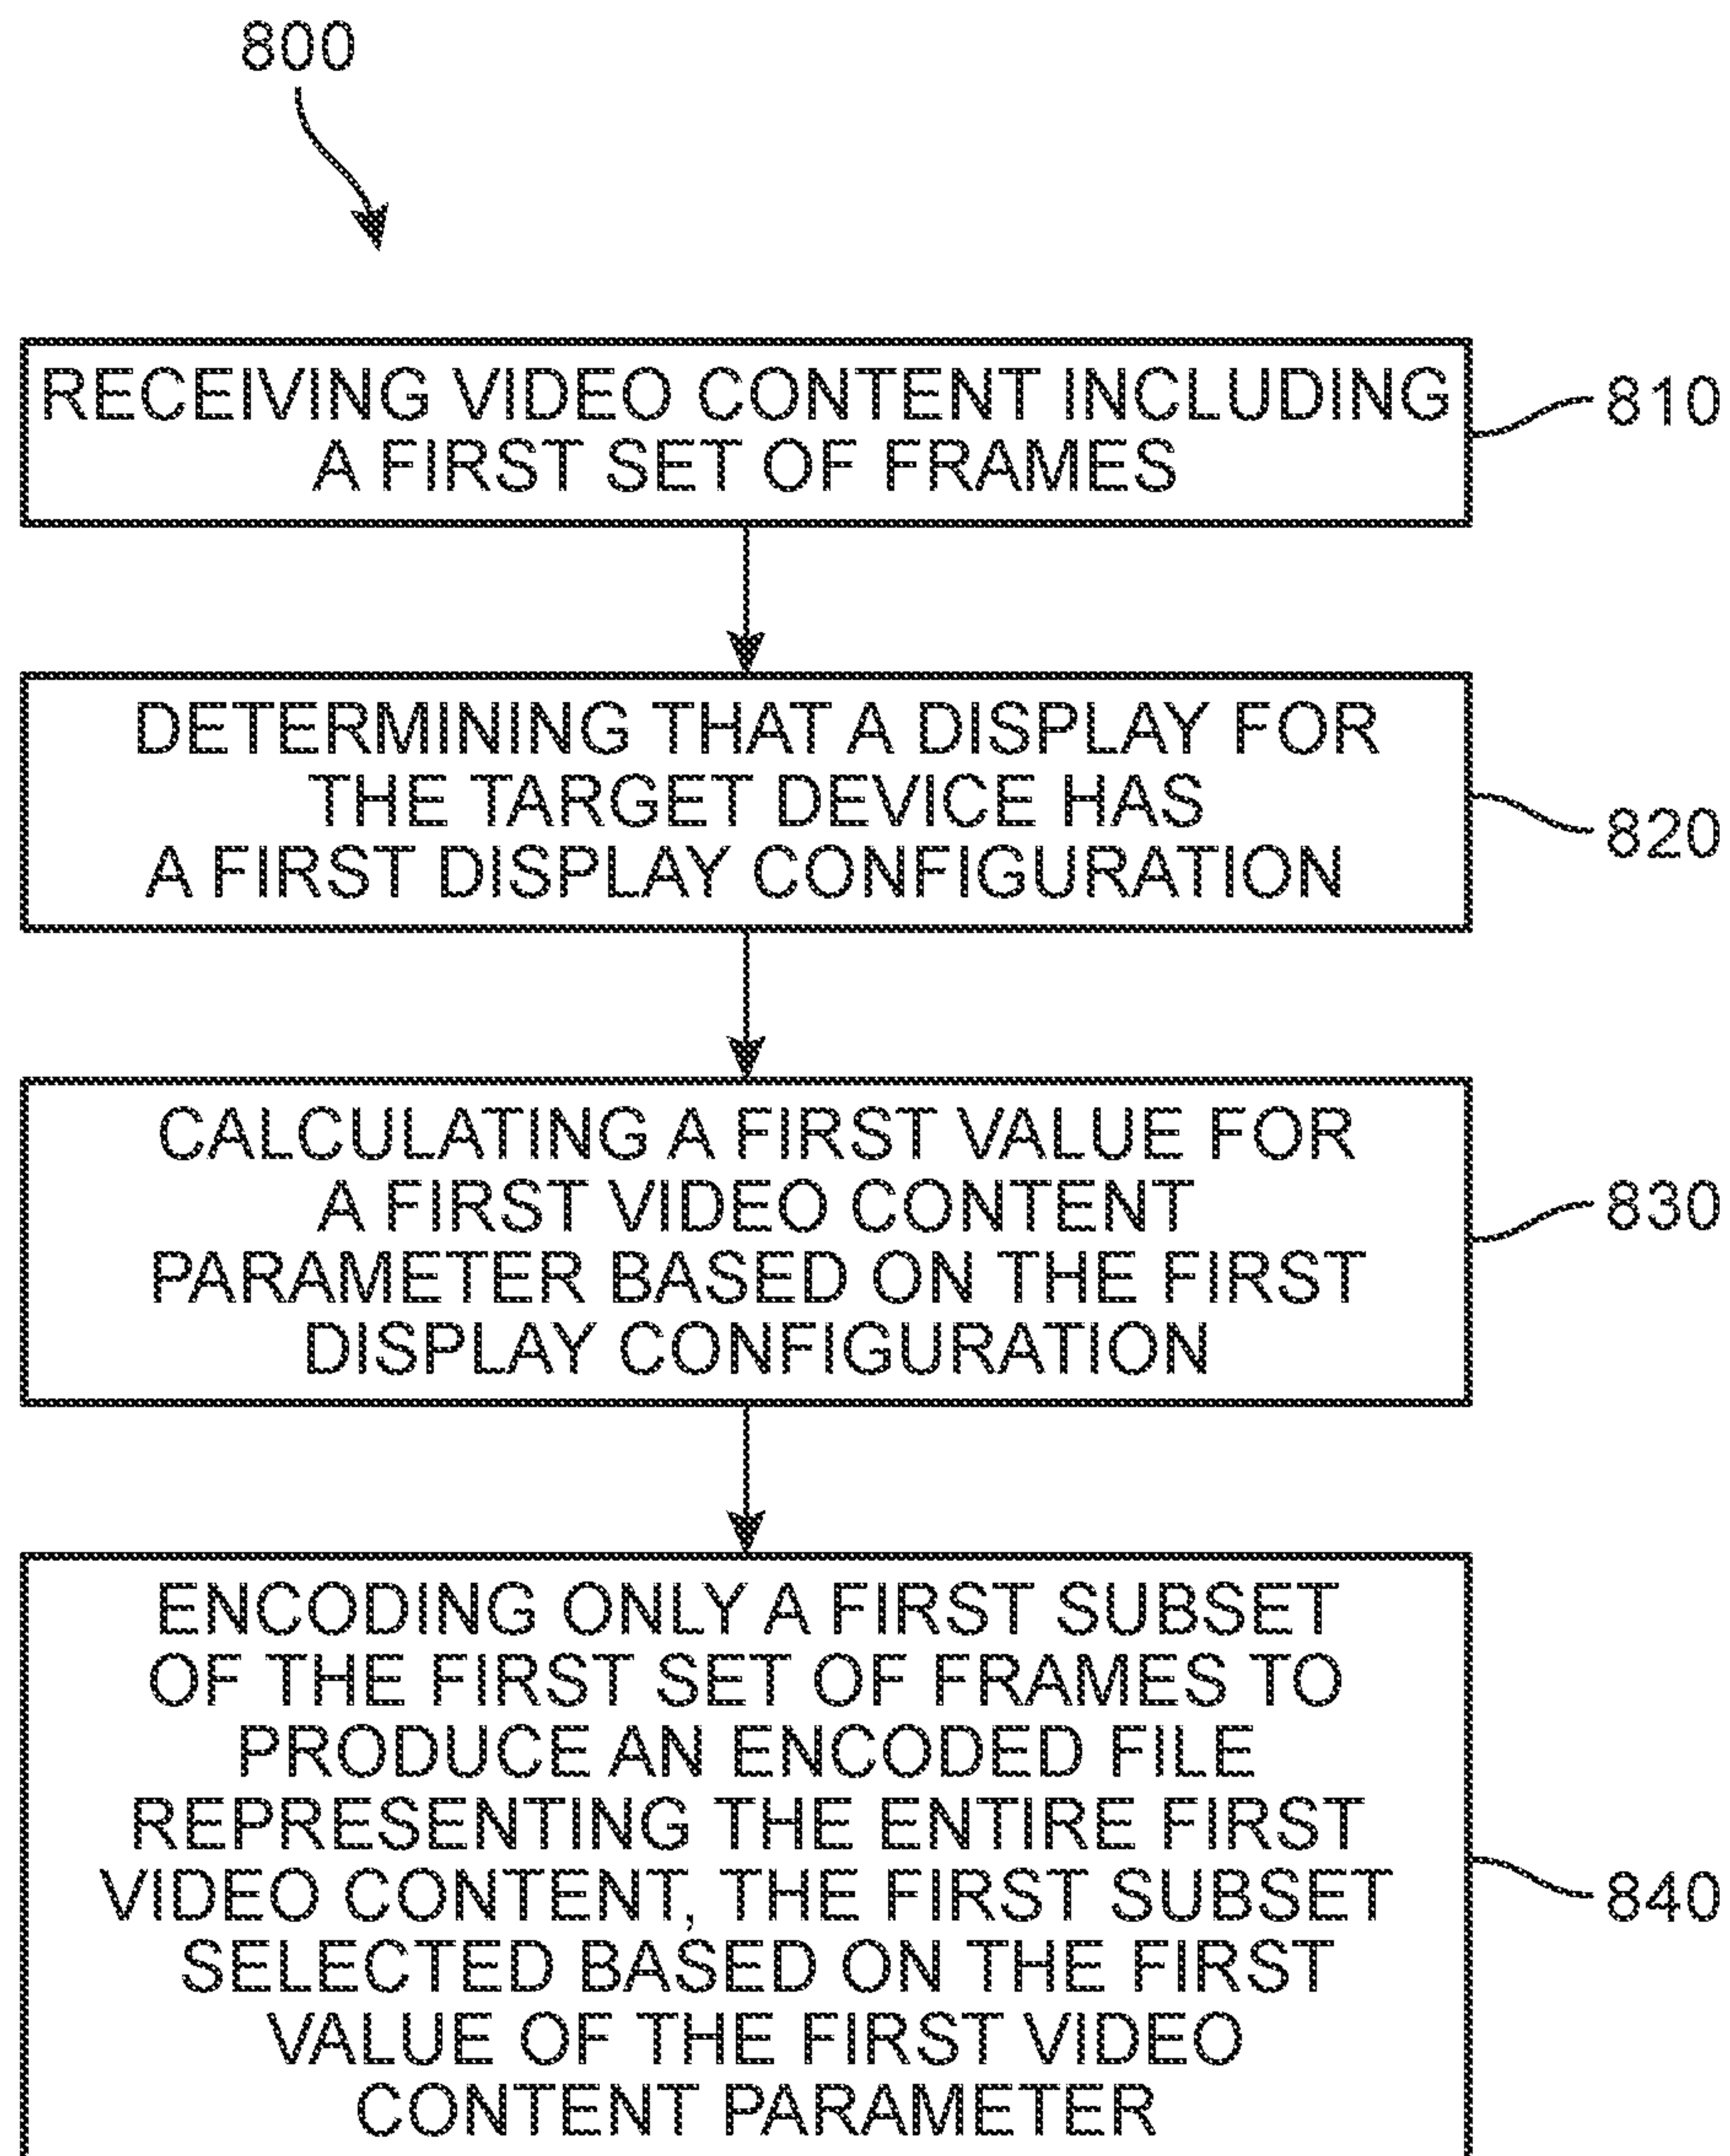 800
RECEIVING VIDEO CONTENT INCLUDING
A FIRST SET OF FRAMES
810
DETERMINING THAT A DISPLAY FOR
THE TARGET DEVICE HAS
A FIRST DISPLAY CONFIGURATION
820
CALCULATING A FIRST VALUE FOR
A FIRST VIDEO CONTENT
PARAMETER BASED ON THE FIRST
DISPLAY CONFIGURATION
830
ENCODING ONLY A FIRST SUBSET
OF THE FIRST SET OF FRAMES TO
PRODUCE AN ENCODED FILE
REPRESENTING THE ENTIRE FIRST
VIDEO CONTENT, THE FIRST SUBSET
SELECTED BASED ON THE FIRST
VALUE OF THE FIRST VIDEO
CONTENT PARAMETER
840